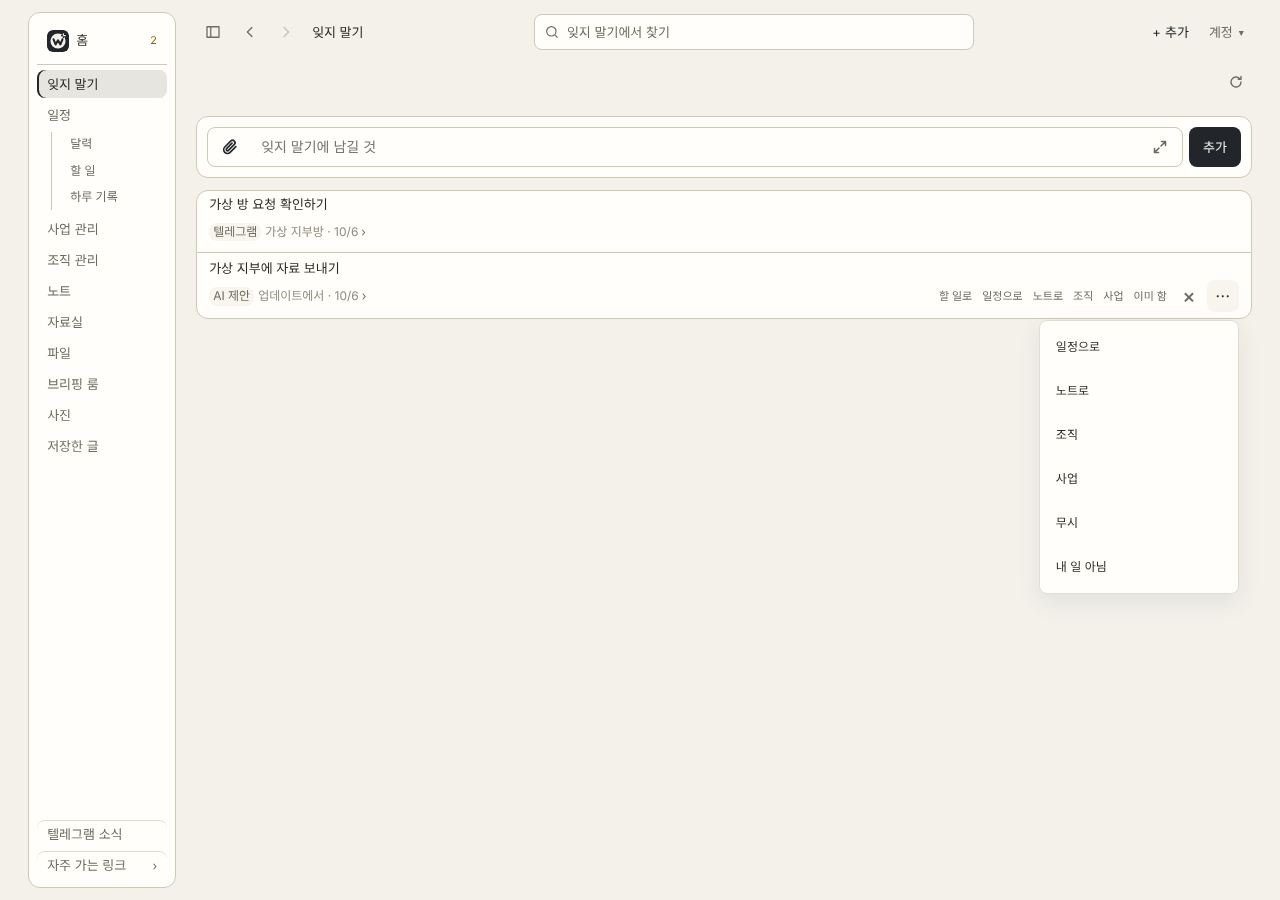 홈 2
잊지 말기
일정
달력
할 일
하루 기록
사업 관리
조직 관리
노트
자료실
파일
브리핑 룸
사진
저장한 글
텔레그램 소식
자주 가는 링크 ›
잊지 말기
잊지 말기에서 찾기
+ 추가 계정 ▾
잊지 말기에 남길 것
추가
가상 방 요청 확인하기
텔레그램 가상 지부방 · 10/6 ›
가상 지부에 자료 보내기
AI 제안 업데이트에서 · 10/6 ›
할 일로 일정으로 노트로 조직 사업 이미 함 × ⋯
일정으로
노트로
조직
사업
무시
내 일 아님